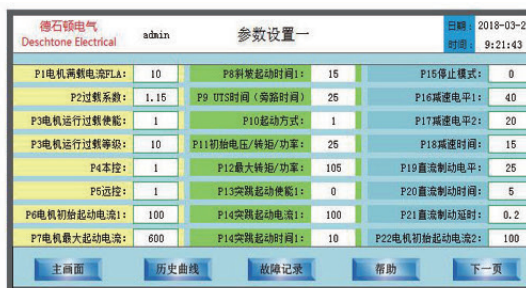 德石顿电气 admin 参数设置一 日期: 2018-03-2
Deschtone Electrical 时间: 9:21:43
P1电机满载电流FLA: 10 P8斜坡起动时间1: 15 P15停止模式: 0
P2过载系数: 1.15 P9 UTS时间（旁路时间） 25 P16减速电平1: 40
P3电机运行过载使能: 1 P10起动方式: 1 P17减速电平2: 20
P3电机运行过载等级: 10 P11初始电压/转矩/功率: 25 P18减速时间: 15
P4本控: 1 P12最大转矩/功率: 105 P19直流制动电平: 25
P5远控: 1 P13突跳起动使能1: 0 P20直流制动时间: 5
P6电机初始起动电流1: 100 P14突跳起动电流1: 100 P21直流制动延时: 0.2
P7电机最大起动电流: 600 P14突跳起动时间1: 10 P22电机初始起动电流2: 100
主画面 历史曲线 故障记录 帮助 下一页